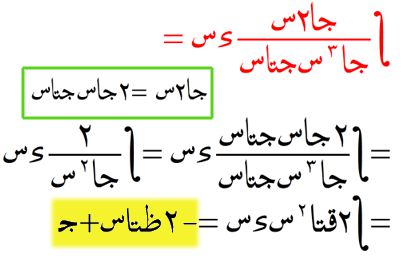 ∫ جا٢س / جا³س جتاس ءس =
جا٢س = ٢جاس جتاس
= ∫ ٢جاس جتاس / جا³س جتاس ءس = ∫ ٢ / جا²س ءس
= ∫ ٢قتا²س ءس = -٢ظتاس + جـ